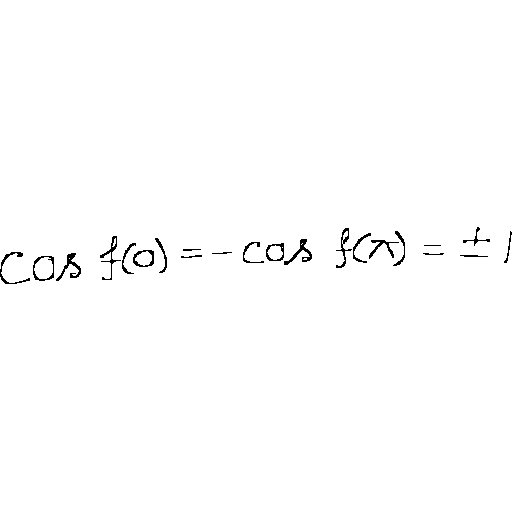 cos f(0) = - cos f(π) = ± 1